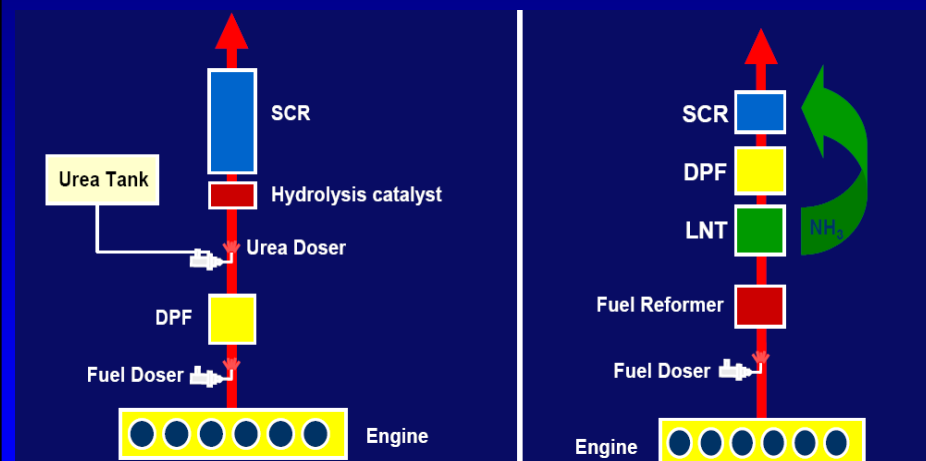 SCR
Urea Tank
Hydrolysis catalyst
Urea Doser
DPF
Fuel Doser
Engine
SCR
DPF
LNT
NH₃
Fuel Reformer
Fuel Doser
Engine